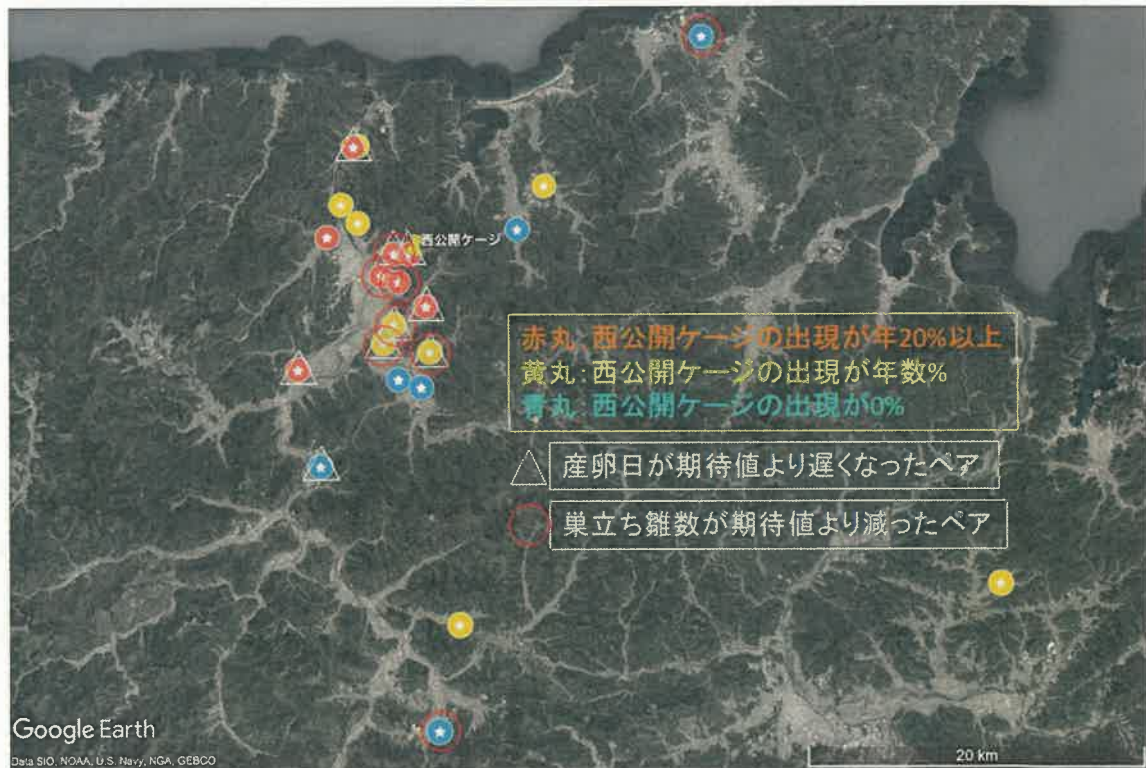 西公開ケージ
赤丸:西公開ケージの出現が年20%以上
黄丸:西公開ケージの出現が年数%
青丸:西公開ケージの出現が0%
産卵日が期待値より遅くなったペア
巣立ち雛数が期待値より減ったペア
Google Earth
Data SIO, NOAA, U.S. Navy, NGA, GEBCO
20 km